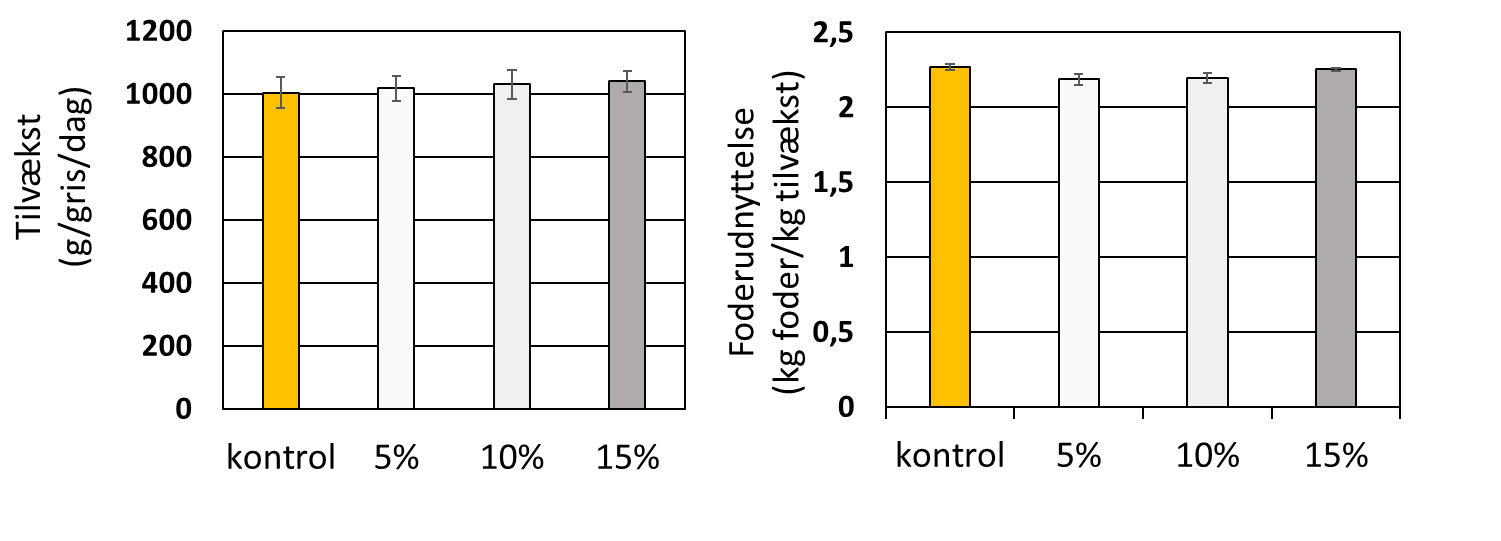 Tilvækst
(g/gris/dag)
1200
1000
800
600
400
200
0
kontrol 5% 10% 15%
Foderudnyttelse
(kg foder/kg tilvækst)
2,5
2
1,5
1
0,5
0
kontrol 5% 10% 15%